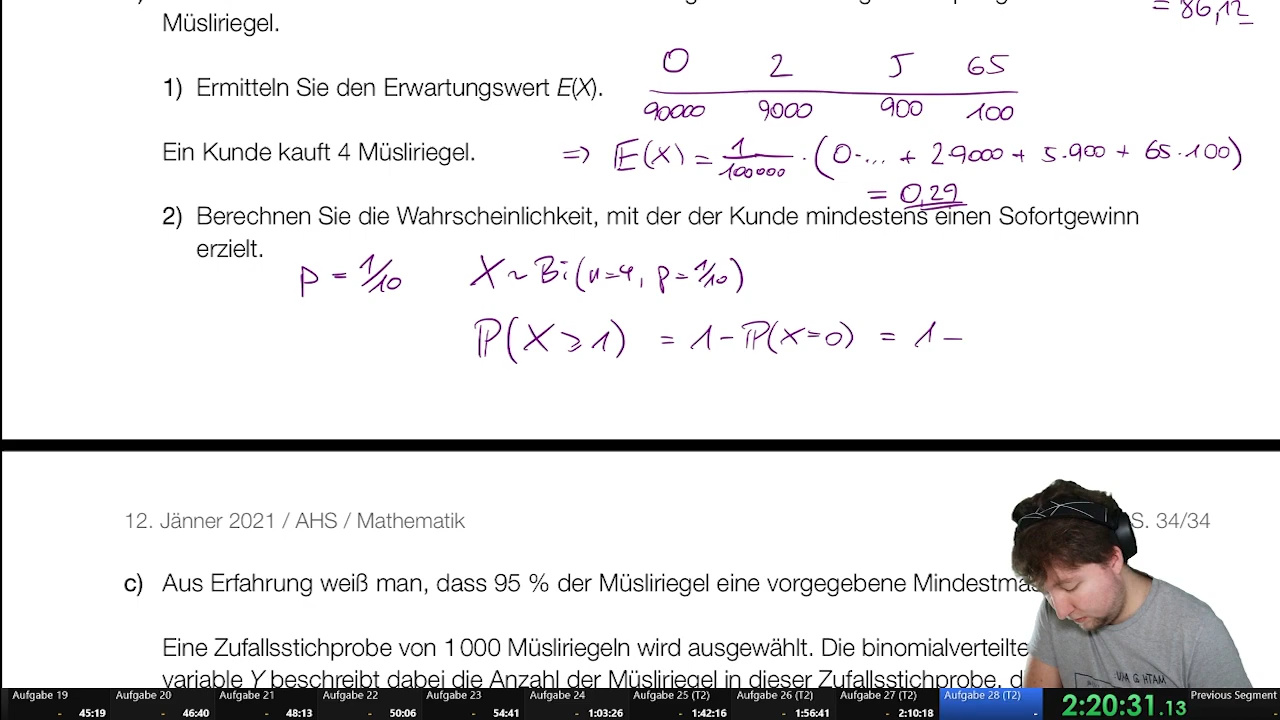 = 86,12
Müsliriegel.
0 2 5 65
1) Ermitteln Sie den Erwartungswert E(X).
90000 9000 900 100
Ein Kunde kauft 4 Müsliriegel.
=> E(X) = 1/100000 · (0·... + 2·9000 + 5·900 + 65·100)
= 0,29
2) Berechnen Sie die Wahrscheinlichkeit, mit der der Kunde mindestens einen Sofortgewinn
erzielt.
p = 1/10 X ~ Bi(n=4, p=1/10)
P(X ≥ 1) = 1 - P(X=0) = 1 -
12. Jänner 2021 / AHS / Mathematik S. 34/34
c) Aus Erfahrung weiß man, dass 95 % der Müsliriegel eine vorgegebene
Eine Zufallsstichprobe von 1 000 Müsliriegeln wird ausgewählt. Die
variable Y beschreibt dabei die Anzahl der Müsliriegel in dieser Zufallsstichprobe,
Aufgabe 19 Aufgabe 20 Aufgabe 21 Aufgabe 22 Aufgabe 23 Aufgabe 24 Aufgabe 25 (T2) Aufgabe 26 (T2) Aufgabe 27 (T2) Aufgabe 28 (T2) 2:20:31.13 Previous Segment
- 45:19 - 46:40 - 48:13 - 50:06 - 54:41 - 1:03:26 - 1:42:16 - 1:56:41 - 2:10:18 - -